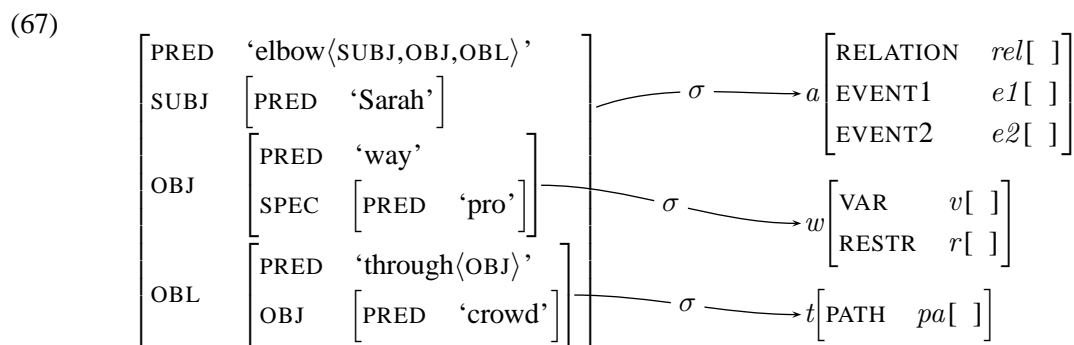 (67)
PRED ‘elbow⟨SUBJ,OBJ,OBL⟩’
SUBJ [PRED ‘Sarah’]
OBJ [PRED ‘way’
SPEC [PRED ‘pro’]]
OBL [PRED ‘through⟨OBJ⟩’
OBJ [PRED ‘crowd’]]
σ
σ
σ
a[RELATION rel[ ]
EVENT1 e1[ ]
EVENT2 e2[ ]]
w[VAR v[ ]
RESTR r[ ]]
t[PATH pa[ ]]